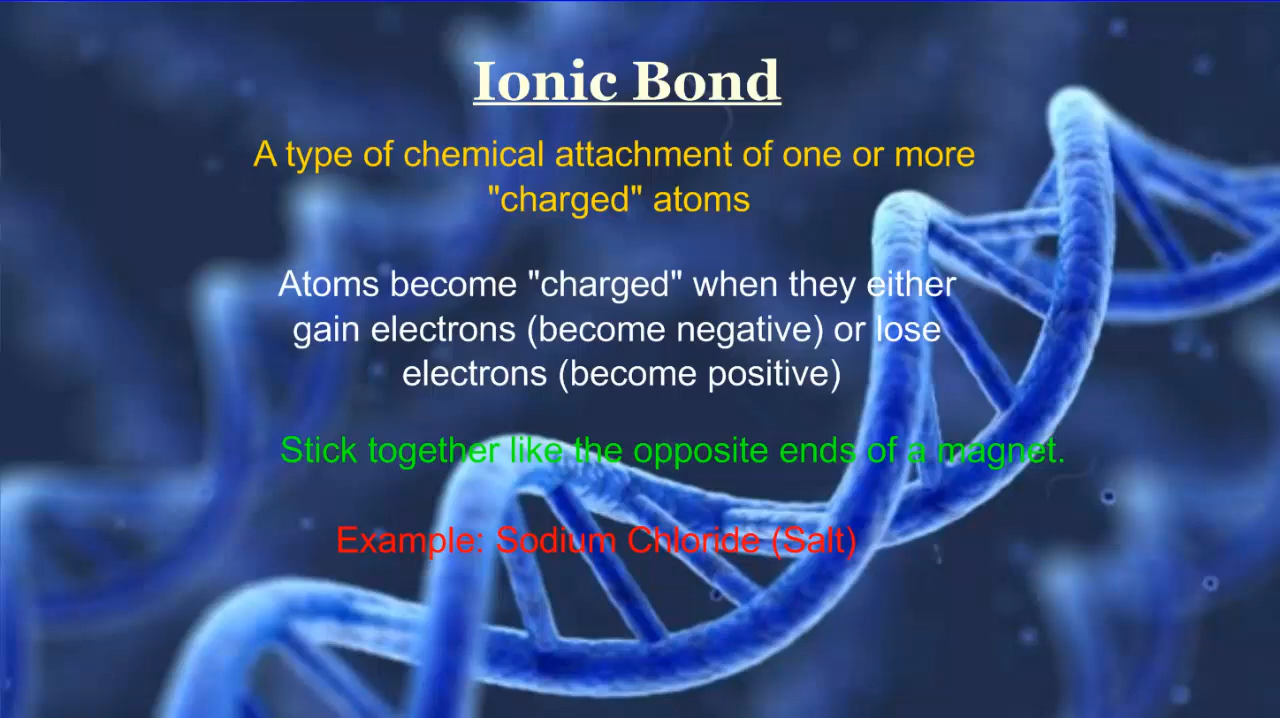 Ionic Bond
A type of chemical attachment of one or more
"charged" atoms
Atoms become "charged" when they either
gain electrons (become negative) or lose
electrons (become positive)
Stick together like the opposite ends of a magnet.
Example: Sodium Chloride (Salt)